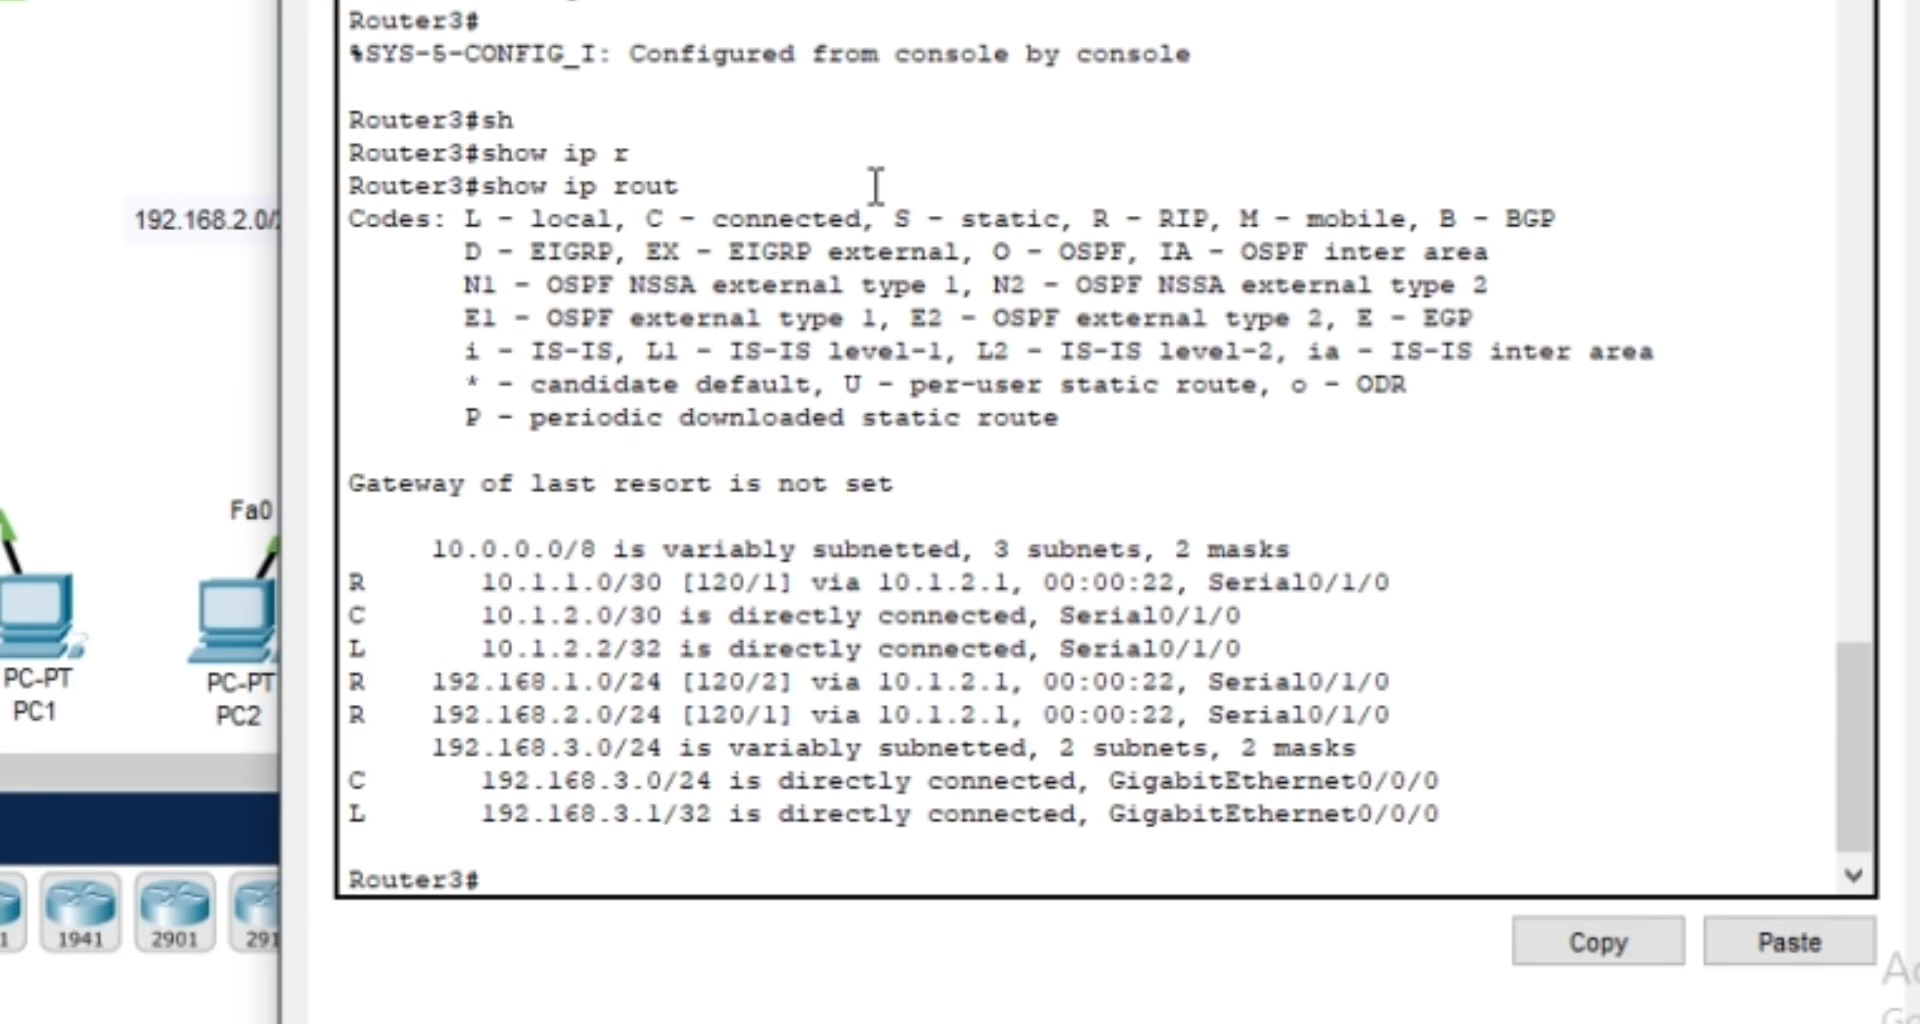 Router3#
%SYS-5-CONFIG_I: Configured from console by console
Router3#sh
Router3#show ip r
Router3#show ip rout
Codes: L - local, C - connected, S - static, R - RIP, M - mobile, B - BGP
D - EIGRP, EX - EIGRP external, O - OSPF, IA - OSPF inter area
N1 - OSPF NSSA external type 1, N2 - OSPF NSSA external type 2
E1 - OSPF external type 1, E2 - OSPF external type 2, E - EGP
i - IS-IS, L1 - IS-IS level-1, L2 - IS-IS level-2, ia - IS-IS inter area
* - candidate default, U - per-user static route, o - ODR
P - periodic downloaded static route
Gateway of last resort is not set
10.0.0.0/8 is variably subnetted, 3 subnets, 2 masks
R 10.1.1.0/30 [120/1] via 10.1.2.1, 00:00:22, Serial0/1/0
C 10.1.2.0/30 is directly connected, Serial0/1/0
L 10.1.2.2/32 is directly connected, Serial0/1/0
R 192.168.1.0/24 [120/2] via 10.1.2.1, 00:00:22, Serial0/1/0
R 192.168.2.0/24 [120/1] via 10.1.2.1, 00:00:22, Serial0/1/0
192.168.3.0/24 is variably subnetted, 2 subnets, 2 masks
C 192.168.3.0/24 is directly connected, GigabitEthernet0/0/0
L 192.168.3.1/32 is directly connected, GigabitEthernet0/0/0
Router3#
Copy Paste
192.168.2.0/
Fa0
PC-PT
PC1
PC-PT
PC2
1941 2901 291